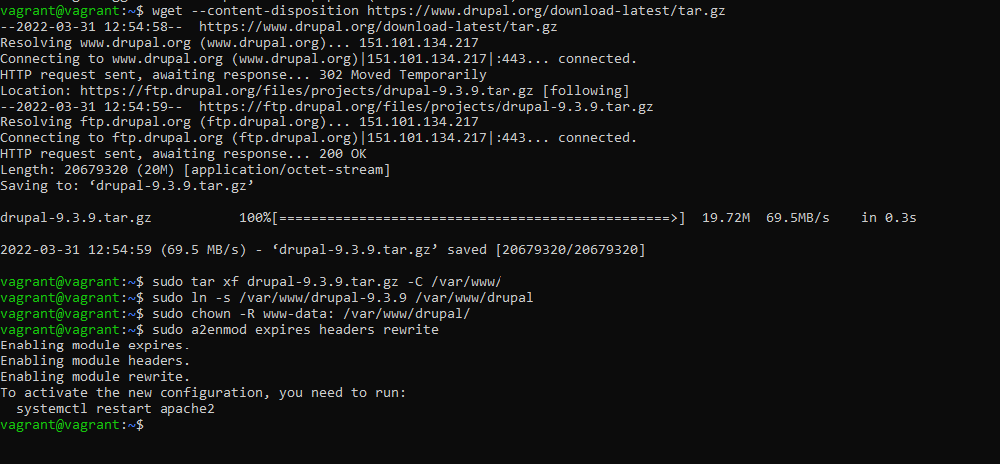 vagrant@vagrant:~$ wget --content-disposition https://www.drupal.org/download-latest/tar.gz
--2022-03-31 12:54:58--  https://www.drupal.org/download-latest/tar.gz
Resolving www.drupal.org (www.drupal.org)... 151.101.134.217
Connecting to www.drupal.org (www.drupal.org)|151.101.134.217|:443... connected.
HTTP request sent, awaiting response... 302 Moved Temporarily
Location: https://ftp.drupal.org/files/projects/drupal-9.3.9.tar.gz [following]
--2022-03-31 12:54:59--  https://ftp.drupal.org/files/projects/drupal-9.3.9.tar.gz
Resolving ftp.drupal.org (ftp.drupal.org)... 151.101.134.217
Connecting to ftp.drupal.org (ftp.drupal.org)|151.101.134.217|:443... connected.
HTTP request sent, awaiting response... 200 OK
Length: 20679320 (20M) [application/octet-stream]
Saving to: ‘drupal-9.3.9.tar.gz’
drupal-9.3.9.tar.gz           100%[=================================================>]  19.72M  69.5MB/s    in 0.3s
2022-03-31 12:54:59 (69.5 MB/s) - ‘drupal-9.3.9.tar.gz’ saved [20679320/20679320]
vagrant@vagrant:~$ sudo tar xf drupal-9.3.9.tar.gz -C /var/www/
vagrant@vagrant:~$ sudo ln -s /var/www/drupal-9.3.9 /var/www/drupal
vagrant@vagrant:~$ sudo chown -R www-data: /var/www/drupal/
vagrant@vagrant:~$ sudo a2enmod expires headers rewrite
Enabling module expires.
Enabling module headers.
Enabling module rewrite.
To activate the new configuration, you need to run:
  systemctl restart apache2
vagrant@vagrant:~$